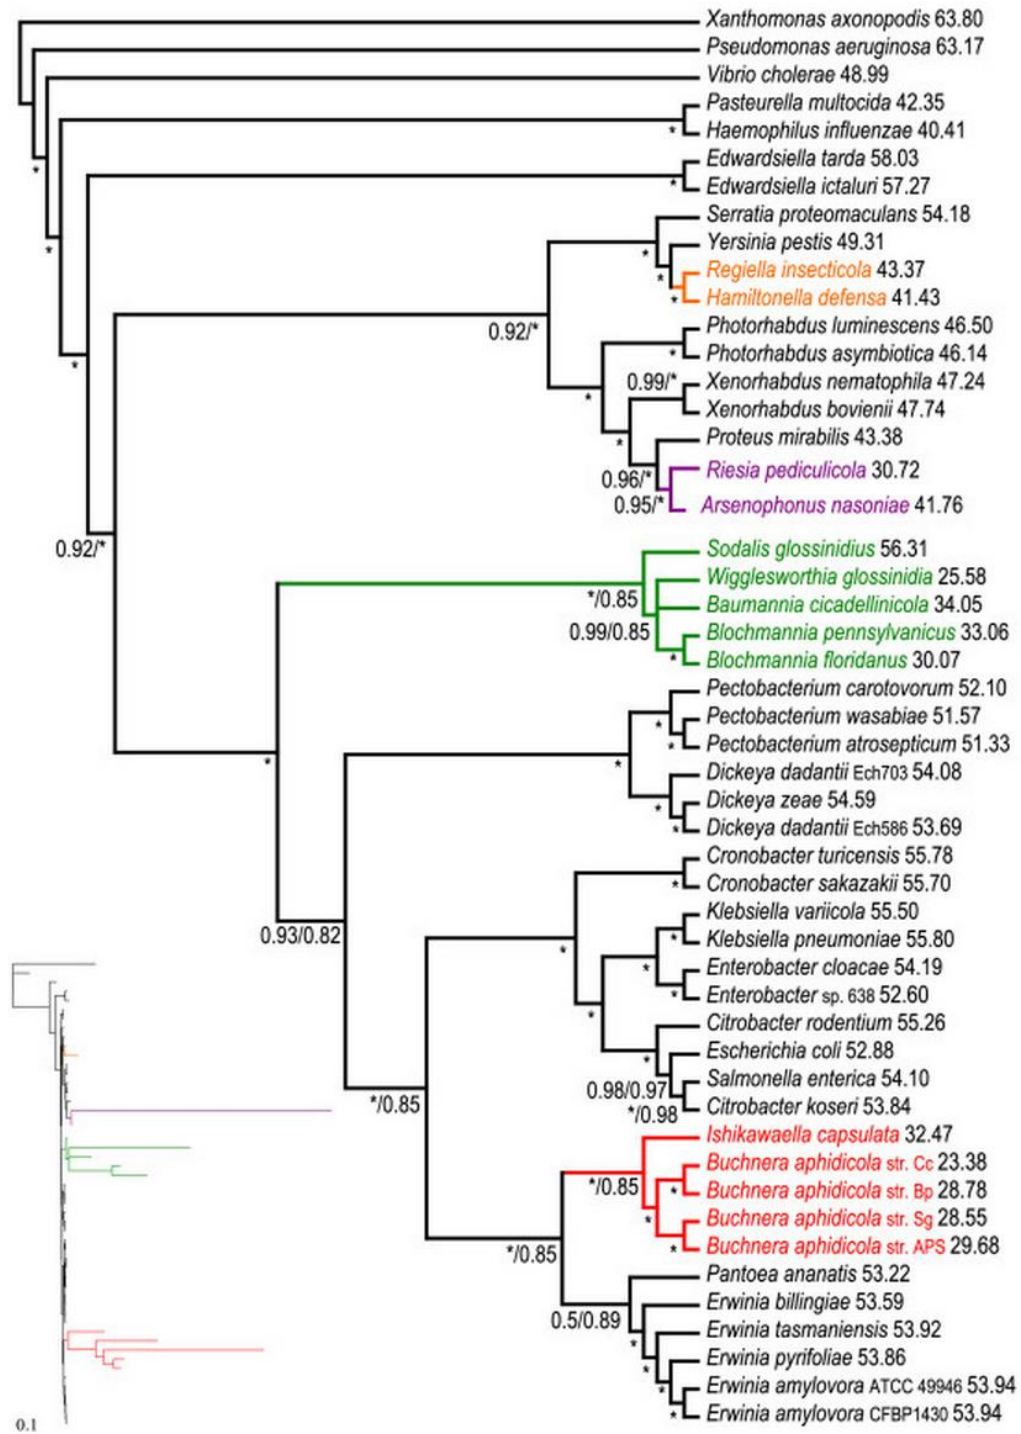 Xanthomonas axonopodis 63.80
Pseudomonas aeruginosa 63.17
Vibrio cholerae 48.99
Pasteurella multocida 42.35
* Haemophilus influenzae 40.41
Edwardsiella tarda 58.03
*
* Edwardsiella ictaluri 57.27
Serratia proteomaculans 54.18
* * Yersinia pestis 49.31
* Regiella insecticola 43.37
* Hamiltonella defensa 41.43
0.92/* Photorhabdus luminescens 46.50
* * Photorhabdus asymbiotica 46.14
0.99/* Xenorhabdus nematophila 47.24
* Xenorhabdus bovienii 47.74
* Proteus mirabilis 43.38
0.96/* Riesia pediculicola 30.72
0.95/* Arsenophonus nasoniae 41.76
0.92/* Sodalis glossinidius 56.31
Wigglesworthia glossinidia 25.58
*/0.85 Baumannia cicadellinicola 34.05
0.99/0.85 Blochmannia pennsylvanicus 33.06
* Blochmannia floridanus 30.07
Pectobacterium carotovorum 52.10
* Pectobacterium wasabiae 51.57
* * Pectobacterium atrosepticum 51.33
* Dickeya dadantii Ech703 54.08
* Dickeya zeae 54.59
* Dickeya dadantii Ech586 53.69
Cronobacter turicensis 55.78
* Cronobacter sakazakii 55.70
Klebsiella variicola 55.50
0.93/0.82 * Klebsiella pneumoniae 55.80
* * Enterobacter cloacae 54.19
* Enterobacter sp. 638 52.60
* Citrobacter rodentium 55.26
* Escherichia coli 52.88
0.98/0.97 Salmonella enterica 54.10
*/0.85 */0.98 Citrobacter koseri 53.84
Ishikawaella capsulata 32.47
Buchnera aphidicola str. Cc 23.38
*/0.85 * Buchnera aphidicola str. Bp 28.78
* Buchnera aphidicola str. Sg 28.55
*/0.85 * Buchnera aphidicola str. APS 29.68
Pantoea ananatis 53.22
0.5/0.89 Erwinia billingiae 53.59
* Erwinia tasmaniensis 53.92
* Erwinia pyrifoliae 53.86
* Erwinia amylovora ATCC 49946 53.94
* Erwinia amylovora CFBP1430 53.94
0.1